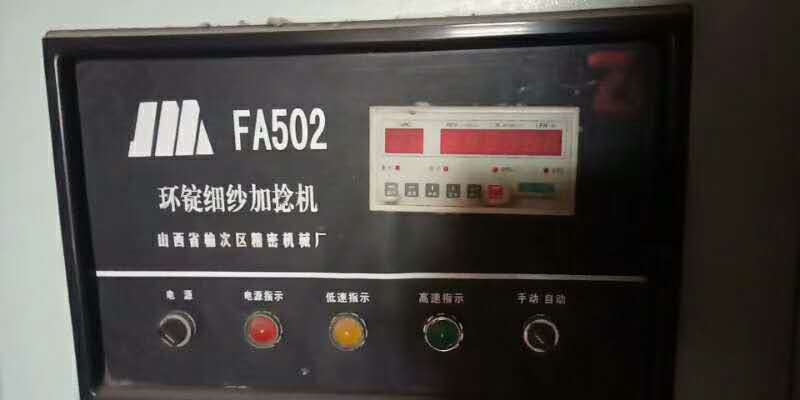 FA502
环锭细纱加捻机
山西省榆次区精密机械厂
电 源
电源指示
低速指示
高速指示
手动 自动